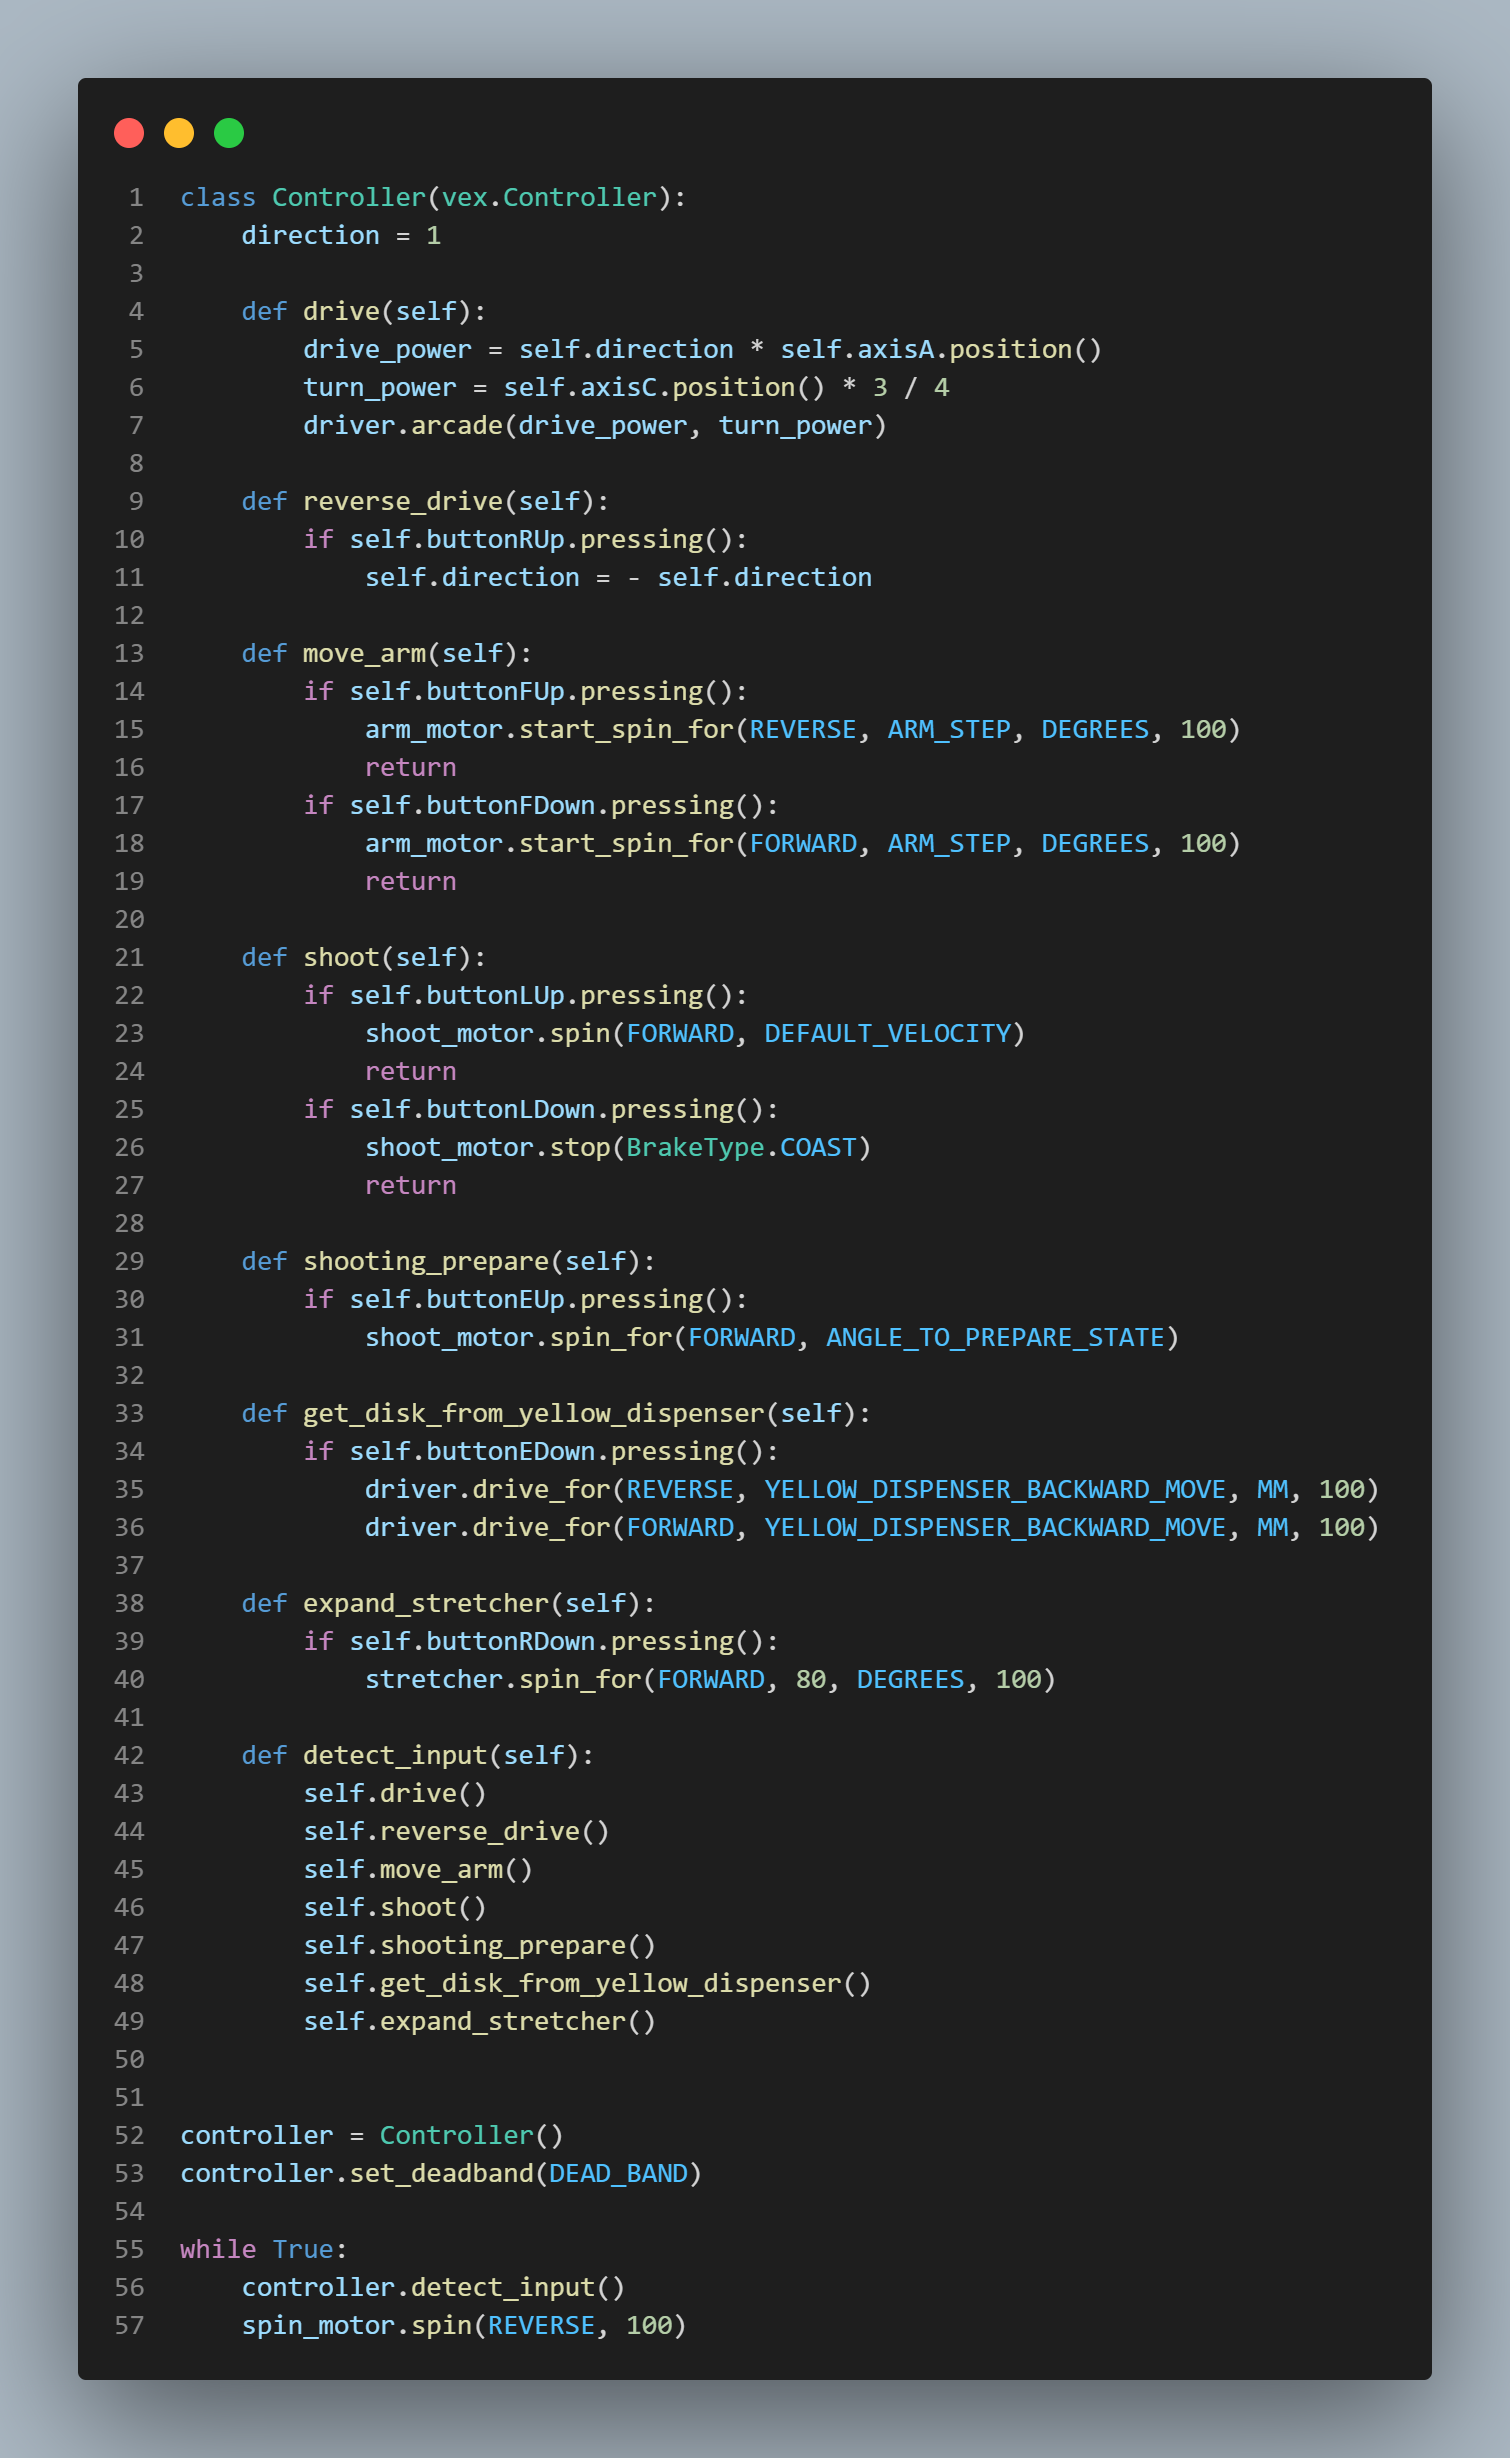 1 class Controller(vex.Controller):
2     direction = 1
3
4     def drive(self):
5         drive_power = self.direction * self.axisA.position()
6         turn_power = self.axisC.position() * 3 / 4
7         driver.arcade(drive_power, turn_power)
8
9     def reverse_drive(self):
10         if self.buttonRUp.pressing():
11             self.direction = - self.direction
12
13     def move_arm(self):
14         if self.buttonFUp.pressing():
15             arm_motor.start_spin_for(REVERSE, ARM_STEP, DEGREES, 100)
16             return
17         if self.buttonFDown.pressing():
18             arm_motor.start_spin_for(FORWARD, ARM_STEP, DEGREES, 100)
19             return
20
21     def shoot(self):
22         if self.buttonLUp.pressing():
23             shoot_motor.spin(FORWARD, DEFAULT_VELOCITY)
24             return
25         if self.buttonLDown.pressing():
26             shoot_motor.stop(BrakeType.COAST)
27             return
28
29     def shooting_prepare(self):
30         if self.buttonEUp.pressing():
31             shoot_motor.spin_for(FORWARD, ANGLE_TO_PREPARE_STATE)
32
33     def get_disk_from_yellow_dispenser(self):
34         if self.buttonEDown.pressing():
35             driver.drive_for(REVERSE, YELLOW_DISPENSER_BACKWARD_MOVE, MM, 100)
36             driver.drive_for(FORWARD, YELLOW_DISPENSER_BACKWARD_MOVE, MM, 100)
37
38     def expand_stretcher(self):
39         if self.buttonRDown.pressing():
40             stretcher.spin_for(FORWARD, 80, DEGREES, 100)
41
42     def detect_input(self):
43         self.drive()
44         self.reverse_drive()
45         self.move_arm()
46         self.shoot()
47         self.shooting_prepare()
48         self.get_disk_from_yellow_dispenser()
49         self.expand_stretcher()
50
51
52 controller = Controller()
53 controller.set_deadband(DEAD_BAND)
54
55 while True:
56     controller.detect_input()
57     spin_motor.spin(REVERSE, 100)